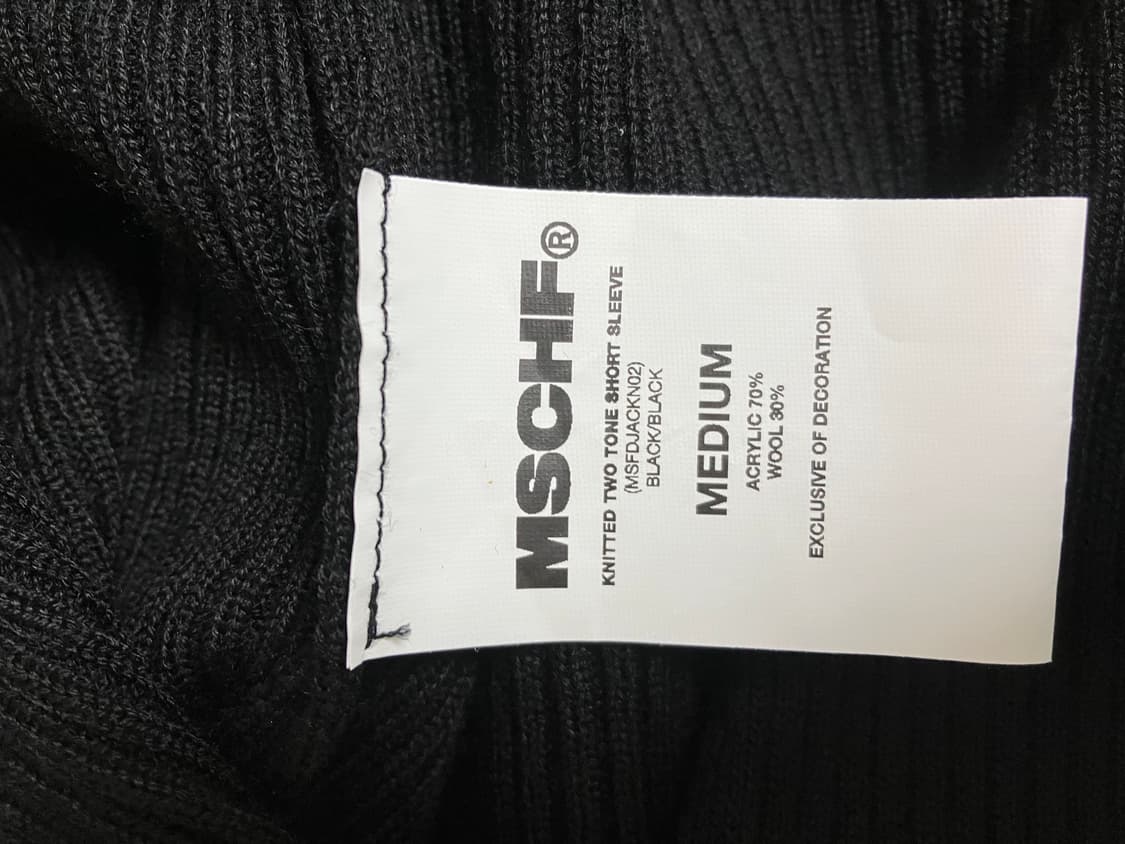 MSCHF®
KNITTED TWO TONE SHORT SLEEVE
(MSFDJACKN02)
BLACK/BLACK
MEDIUM
ACRYLIC 70%
WOOL 30%
EXCLUSIVE OF DECORATION